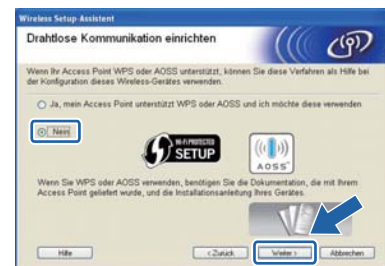 Wireless Setup-Assistent
Drahtlose Kommunikation einrichten
Wenn Ihr Access Point WPS oder AOSS unterstützt, können Sie diese Verfahren als Hilfe bei
der Konfiguration dieses Wireless-Gerätes verwenden.
Ja, mein Access Point unterstützt WPS oder AOSS und ich möchte diese verwenden
Nein
WI-FI PROTECTED
SETUP
AOSS
Wenn Sie WPS oder AOSS verwenden, benötigen Sie die Dokumentation, die mit Ihrem
Access Point geliefert wurde, und die Installationsanleitung Ihres Gerätes.
Hilfe
< Zurück
Weiter >
Abbrechen